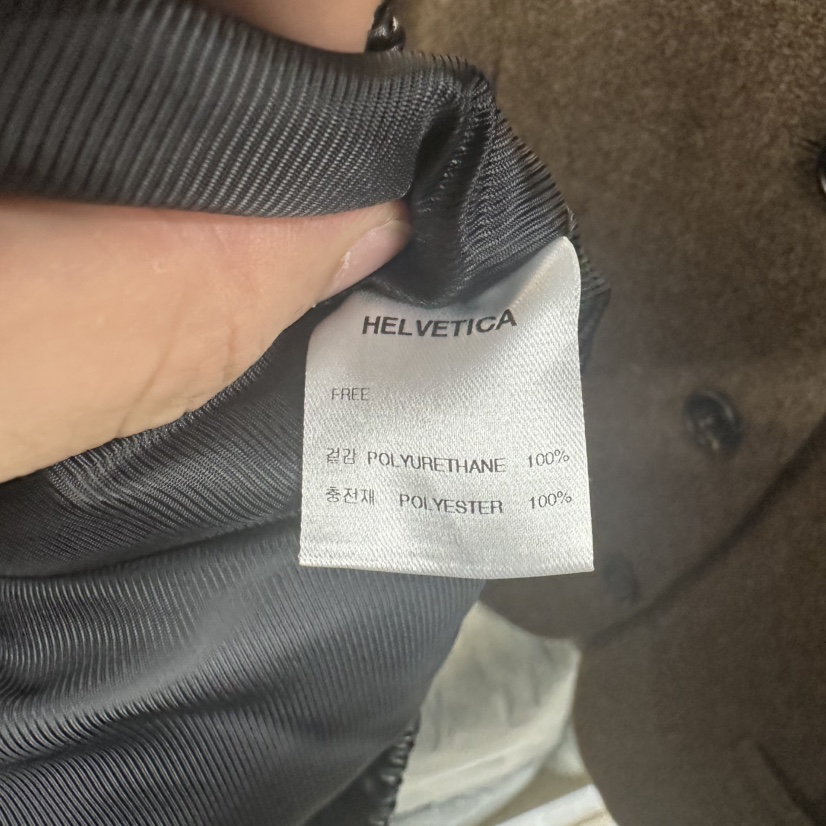 HELVETICA
FREE
겉감 POLYURETHANE 100%
충전재 POLYESTER 100%